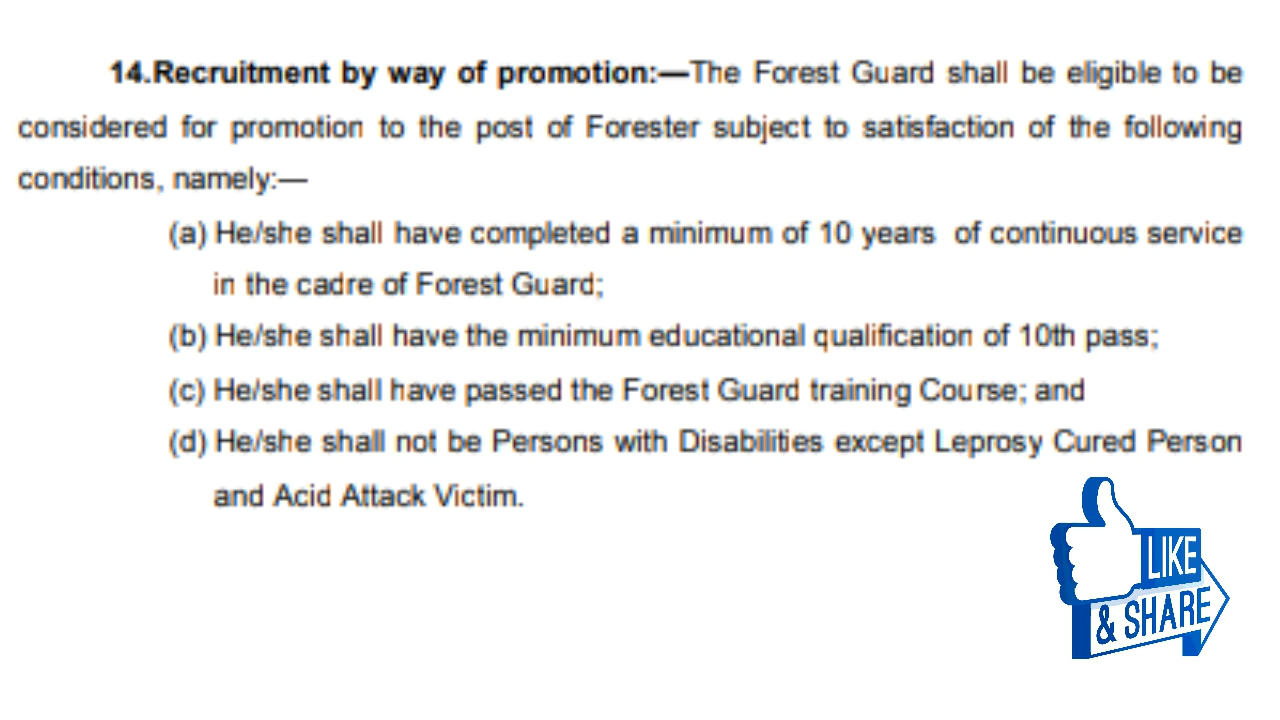 14.Recruitment by way of promotion:—The Forest Guard shall be eligible to be
considered for promotion to the post of Forester subject to satisfaction of the following
conditions, namely:—
(a) He/she shall have completed a minimum of 10 years of continuous service
in the cadre of Forest Guard;
(b) He/she shall have the minimum educational qualification of 10th pass;
(c) He/she shall have passed the Forest Guard training Course; and
(d) He/she shall not be Persons with Disabilities except Leprosy Cured Person
and Acid Attack Victim.
LIKE
& SHARE